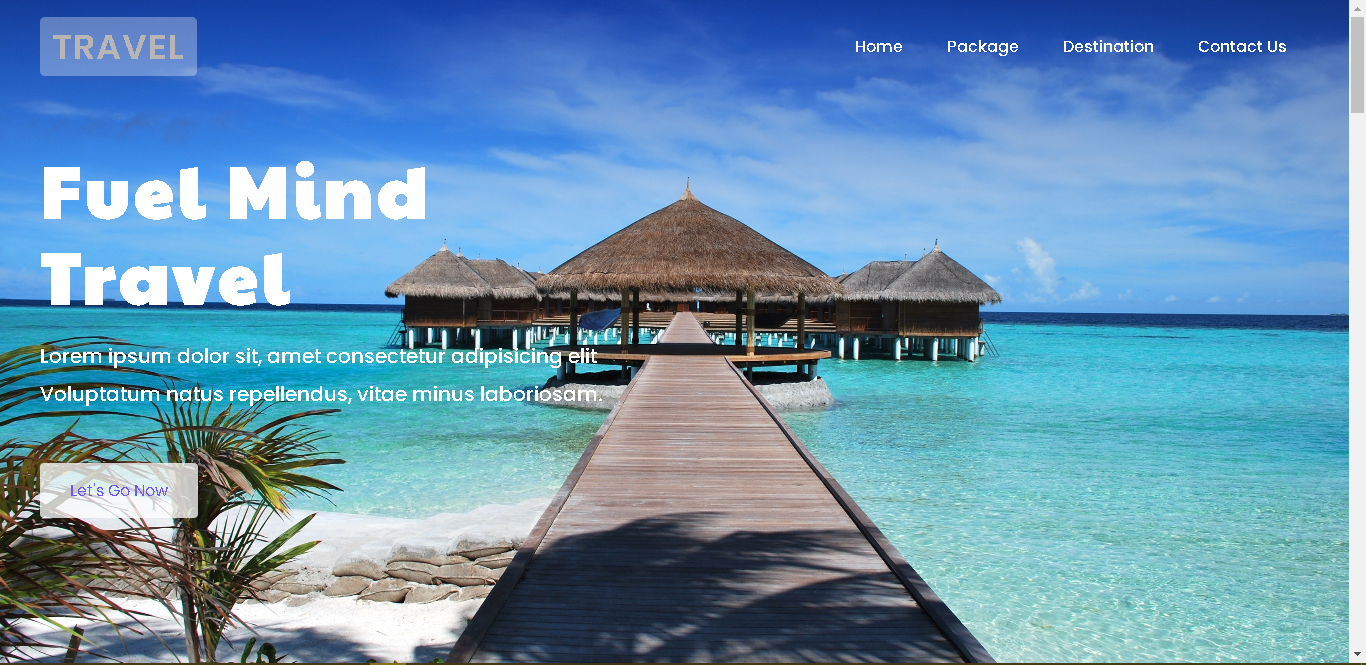 TRAVEL
Home Package Destination Contact Us
Fuel Mind
Travel
Lorem ipsum dolor sit, amet consectetur adipisicing elit
Voluptatum natus repellendus, vitae minus laboriosam.
Let's Go Now